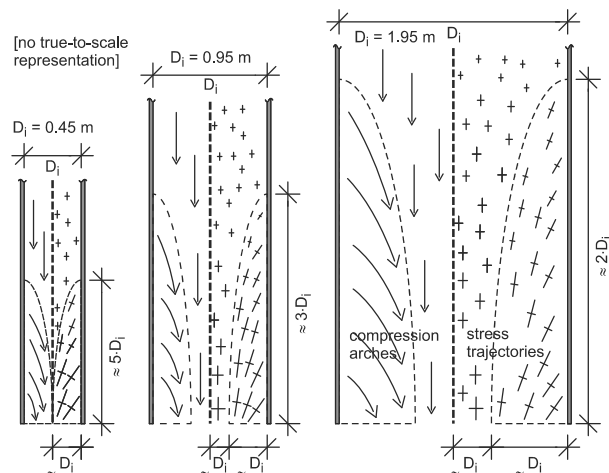 [no true-to-scale
representation]
Dᵢ = 0.45 m
Dᵢ
≈ 5·Dᵢ
Dᵢ
≈
Dᵢ = 0.95 m
Dᵢ
≈ 3·Dᵢ
Dᵢ
Dᵢ
≈
≈
Dᵢ
Dᵢ = 1.95 m
≈ 2·Dᵢ
compression
arches
stress
trajectories
Dᵢ
Dᵢ
≈
≈